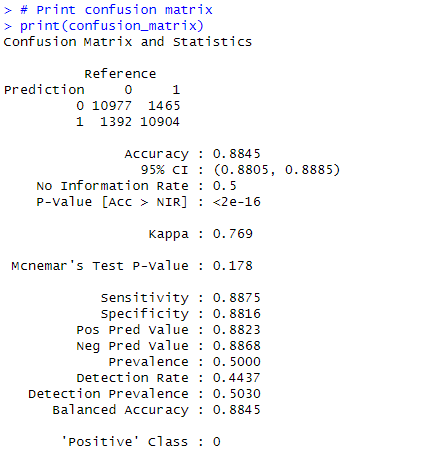 > # Print confusion matrix
> print(confusion_matrix)
Confusion Matrix and Statistics
Reference
Prediction 0 1
0 10977 1465
1 1392 10904
Accuracy : 0.8845
95% CI : (0.8805, 0.8885)
No Information Rate : 0.5
P-Value [Acc > NIR] : <2e-16
Kappa : 0.769
Mcnemar's Test P-Value : 0.178
Sensitivity : 0.8875
Specificity : 0.8816
Pos Pred Value : 0.8823
Neg Pred Value : 0.8868
Prevalence : 0.5000
Detection Rate : 0.4437
Detection Prevalence : 0.5030
Balanced Accuracy : 0.8845
'Positive' Class : 0